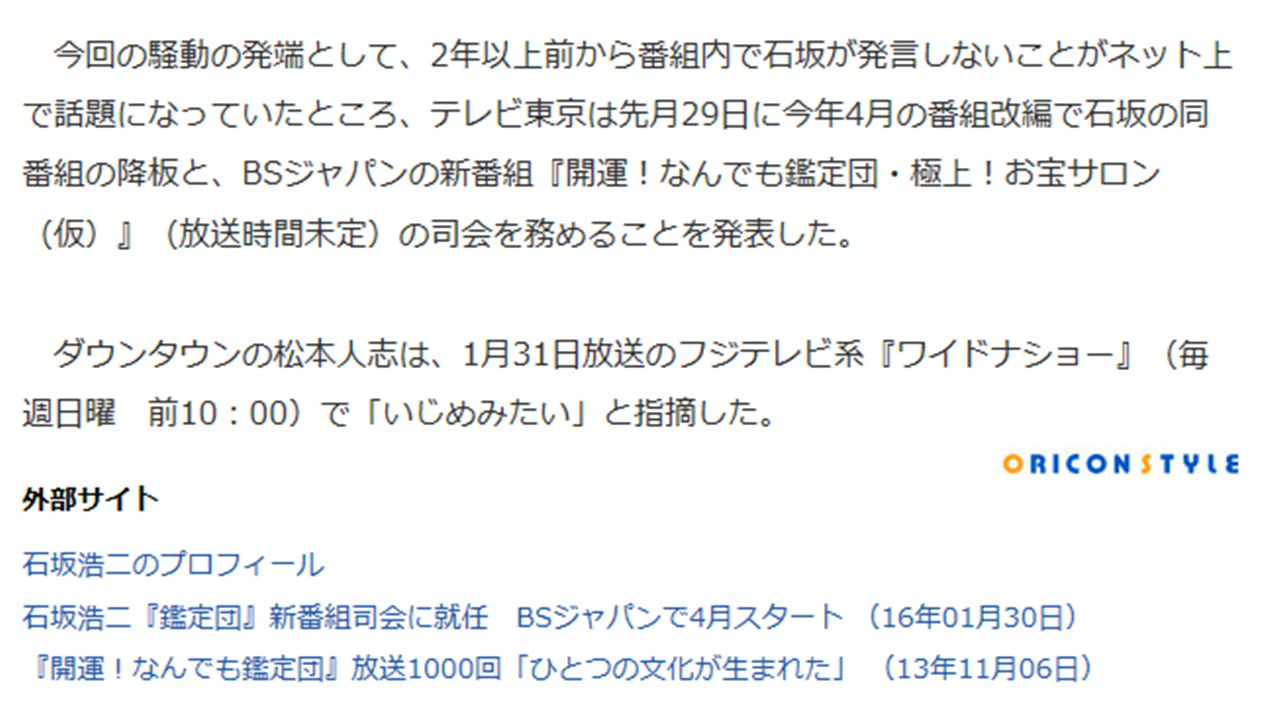 今回の騒動の発端として、2年以上前から番組内で石坂が発言しないことがネット上
で話題になっていたところ、テレビ東京は先月29日に今年4月の番組改編で石坂の同
番組の降板と、BSジャパンの新番組『開運！なんでも鑑定団・極上！お宝サロン
（仮）』（放送時間未定）の司会を務めることを発表した。
　ダウンタウンの松本人志は、1月31日放送のフジテレビ系『ワイドナショー』（毎
週日曜　前10：00）で「いじめみたい」と指摘した。
ORICON STYLE
外部サイト
石坂浩二のプロフィール
石坂浩二『鑑定団』新番組司会に就任　BSジャパンで4月スタート （16年01月30日）
『開運！なんでも鑑定団』放送1000回「ひとつの文化が生まれた」 （13年11月06日）